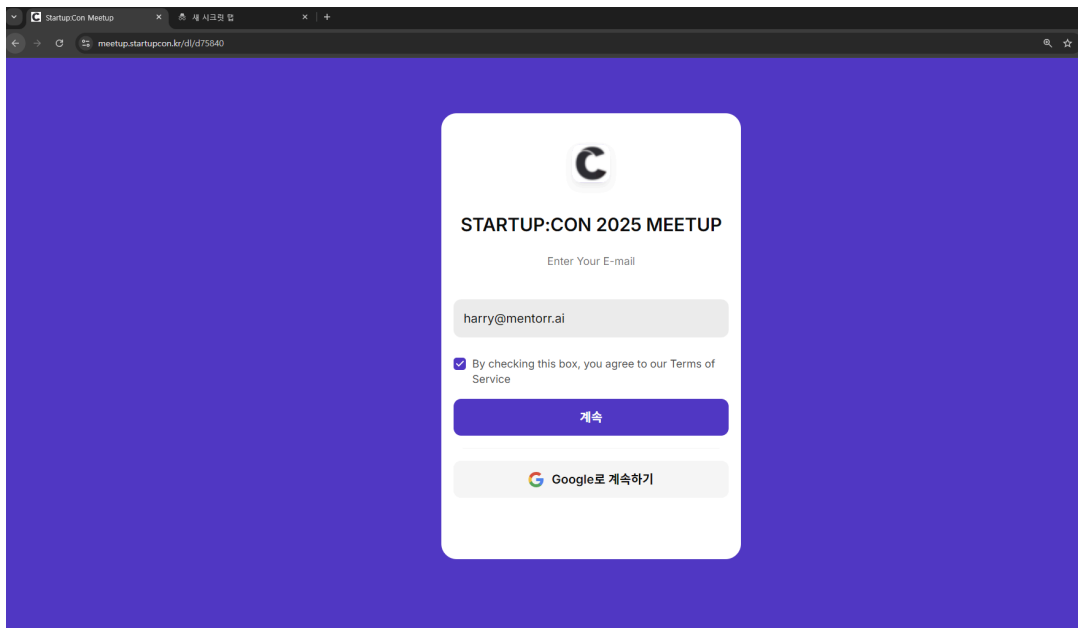 Startup:Con Meetup
새 시크릿 탭
meetup.startupcon.kr/dl/d75840
STARTUP:CON 2025 MEETUP
Enter Your E-mail
harry@mentorr.ai
By checking this box, you agree to our Terms of
Service
계속
Google로 계속하기